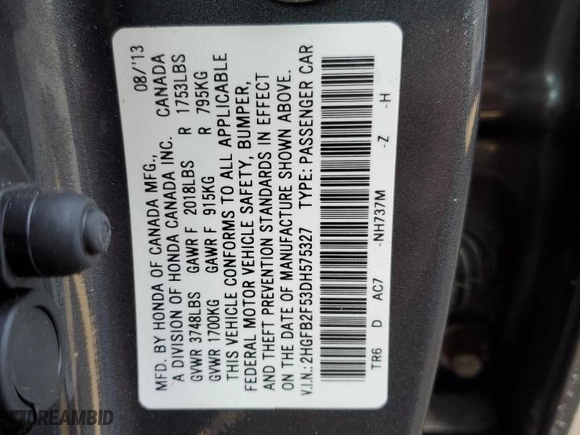 MFD. BY HONDA OF CANADA MFG., 08/'13
A DIVISION OF HONDA CANADA INC. CANADA
GVWR 3748LBS GAWR F 2018LBS R 1753LBS
GVWR 1700KG GAWR F 915KG R 795KG
THIS VEHICLE CONFORMS TO ALL APPLICABLE
FEDERAL MOTOR VEHICLE SAFETY, BUMPER,
AND THEFT PREVENTION STANDARDS IN EFFECT
ON THE DATE OF MANUFACTURE SHOWN ABOVE.
V.I.N.: 2HGFB2F53DH575327 TYPE: PASSENGER CAR
TR6 D AC7 -NH737M -Z -H
DREAMBID